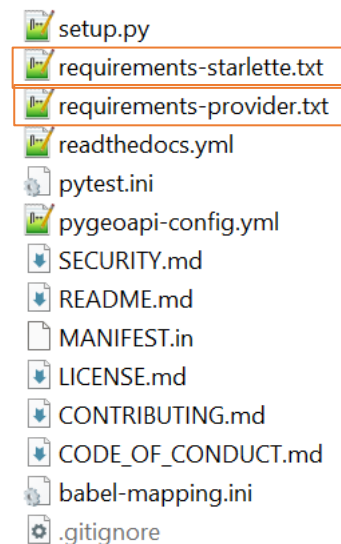 setup.py
requirements-starlette.txt
requirements-provider.txt
readthedocs.yml
pytest.ini
pygeoapi-config.yml
SECURITY.md
README.md
MANIFEST.in
LICENSE.md
CONTRIBUTING.md
CODE_OF_CONDUCT.md
babel-mapping.ini
.gitignore